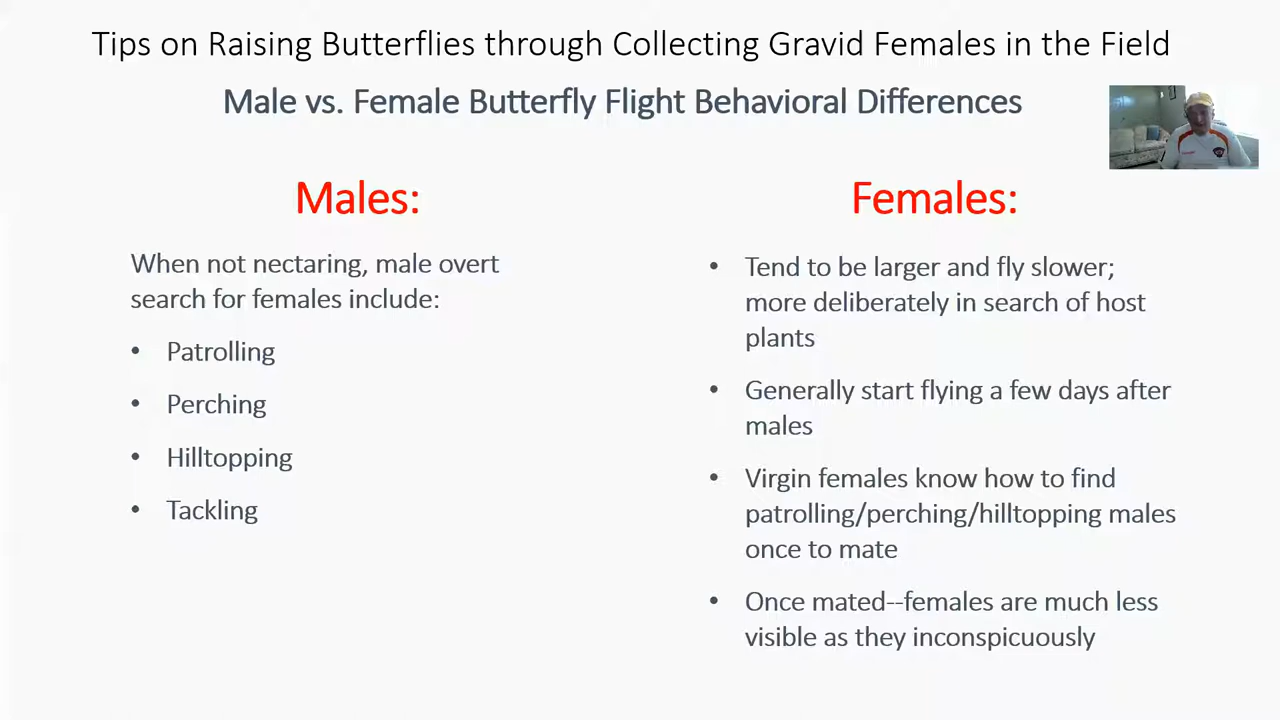 Tips on Raising Butterflies through Collecting Gravid Females in the Field
Male vs. Female Butterfly Flight Behavioral Differences
Males:
When not nectaring, male overt
search for females include:
• Patrolling
• Perching
• Hilltopping
• Tackling
Females:
• Tend to be larger and fly slower;
more deliberately in search of host
plants
• Generally start flying a few days after
males
• Virgin females know how to find
patrolling/perching/hilltopping males
once to mate
• Once mated--females are much less
visible as they inconspicuously